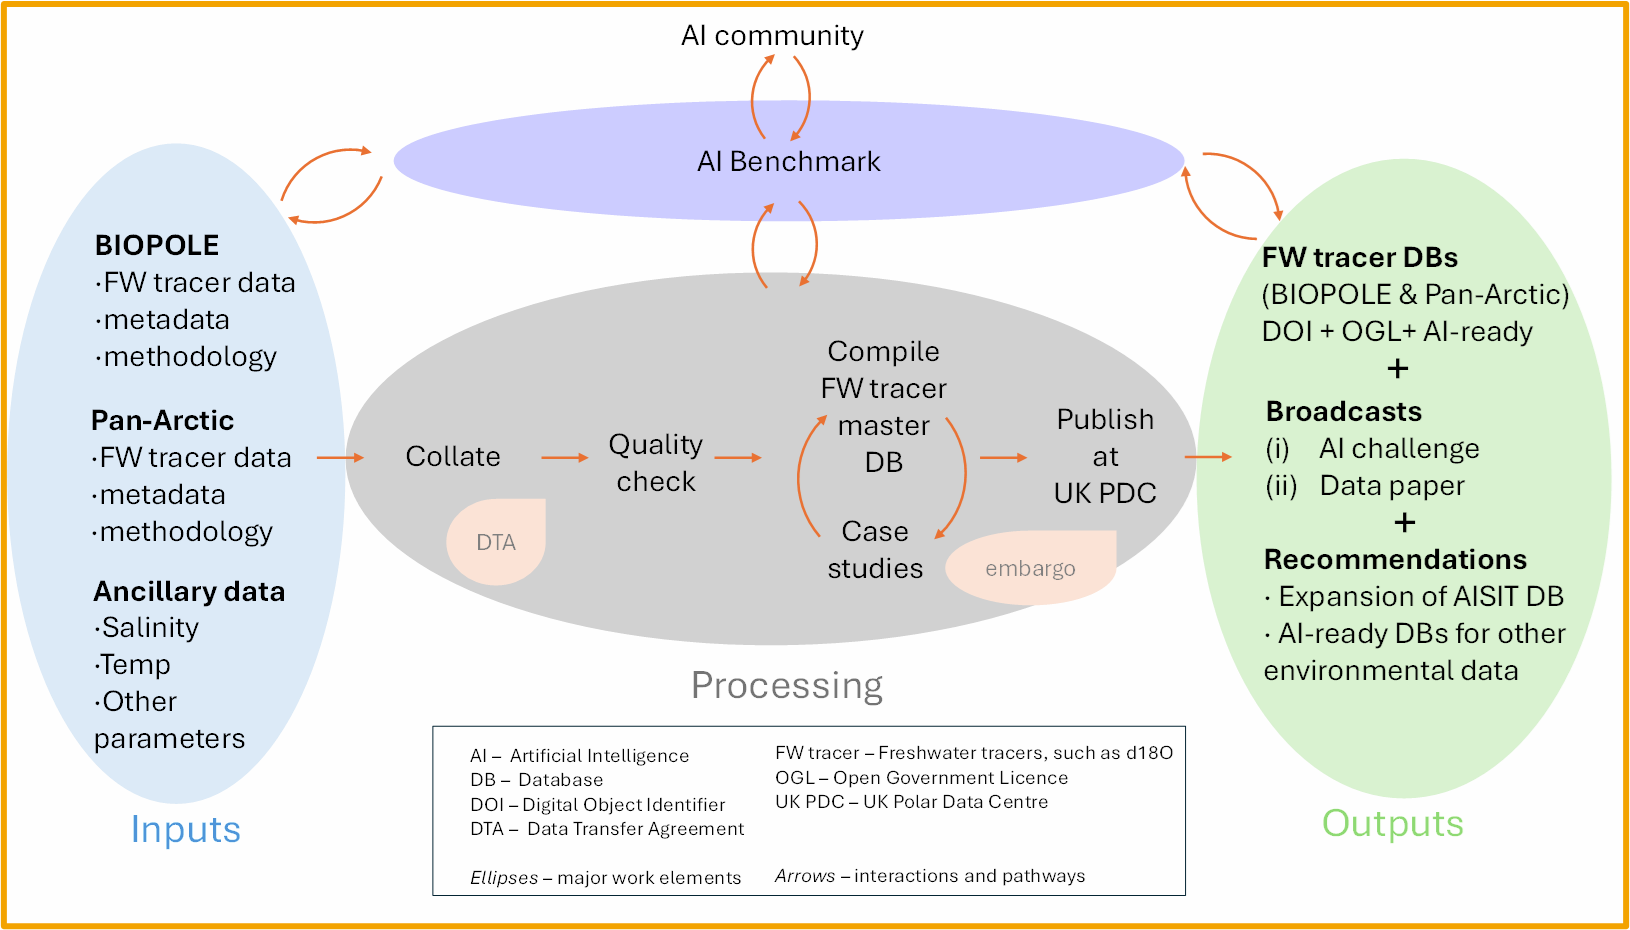 AI community
AI Benchmark
BIOPOLE
·FW tracer data
·metadata
·methodology
Pan-Arctic
·FW tracer data
·metadata
·methodology
Ancillary data
·Salinity
·Temp
·Other
parameters
Inputs
Collate
DTA
Quality
check
Compile
FW tracer
master
DB
Case
studies
embargo
Publish
at
UK PDC
Processing
FW tracer DBs
(BIOPOLE & Pan-Arctic)
DOI + OGL+ AI-ready
+
Broadcasts
(i) AI challenge
(ii) Data paper
+
Recommendations
· Expansion of AISIT DB
· AI-ready DBs for other
environmental data
Outputs
AI – Artificial Intelligence
DB – Database
DOI – Digital Object Identifier
DTA – Data Transfer Agreement
Ellipses – major work elements
FW tracer – Freshwater tracers, such as d18O
OGL – Open Government Licence
UK PDC – UK Polar Data Centre
Arrows – interactions and pathways